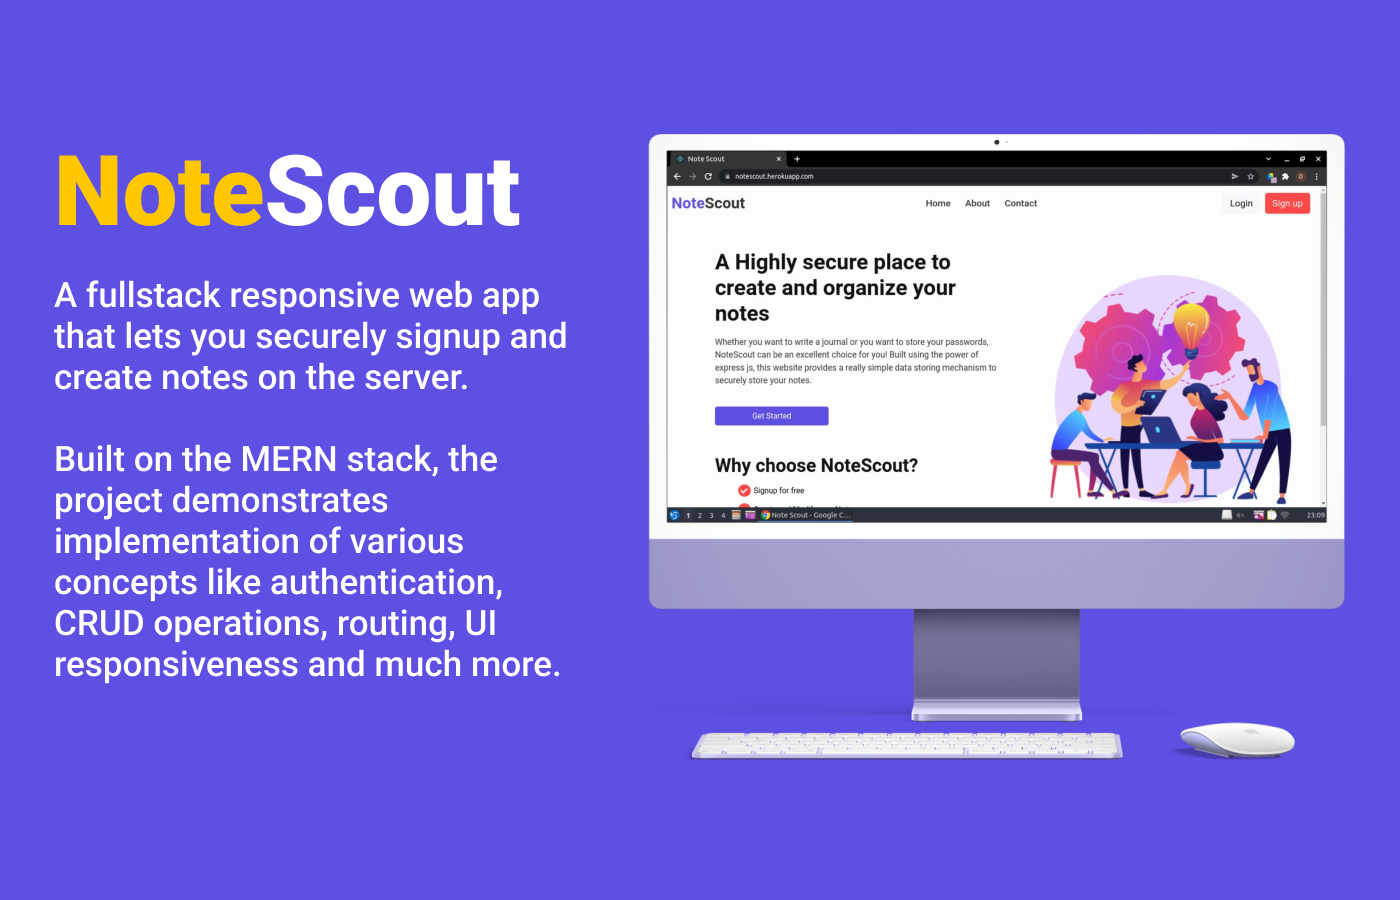 NoteScout
A fullstack responsive web app
that lets you securely signup and
create notes on the server.
Built on the MERN stack, the
project demonstrates
implementation of various
concepts like authentication,
CRUD operations, routing, UI
responsiveness and much more.
Note Scout
notescout.herokuapp.com
NoteScout
Home About Contact
Login Sign up
A Highly secure place to
create and organize your
notes
Whether you want to write a journal or you want to store your passwords,
NoteScout can be an excellent choice for you! Built using the power of
express js, this website provides a really simple data storing mechanism to
securely store your notes.
Get Started
Why choose NoteScout?
Signup for free
1 2 3 4 Note Scout - Google C...
23:09